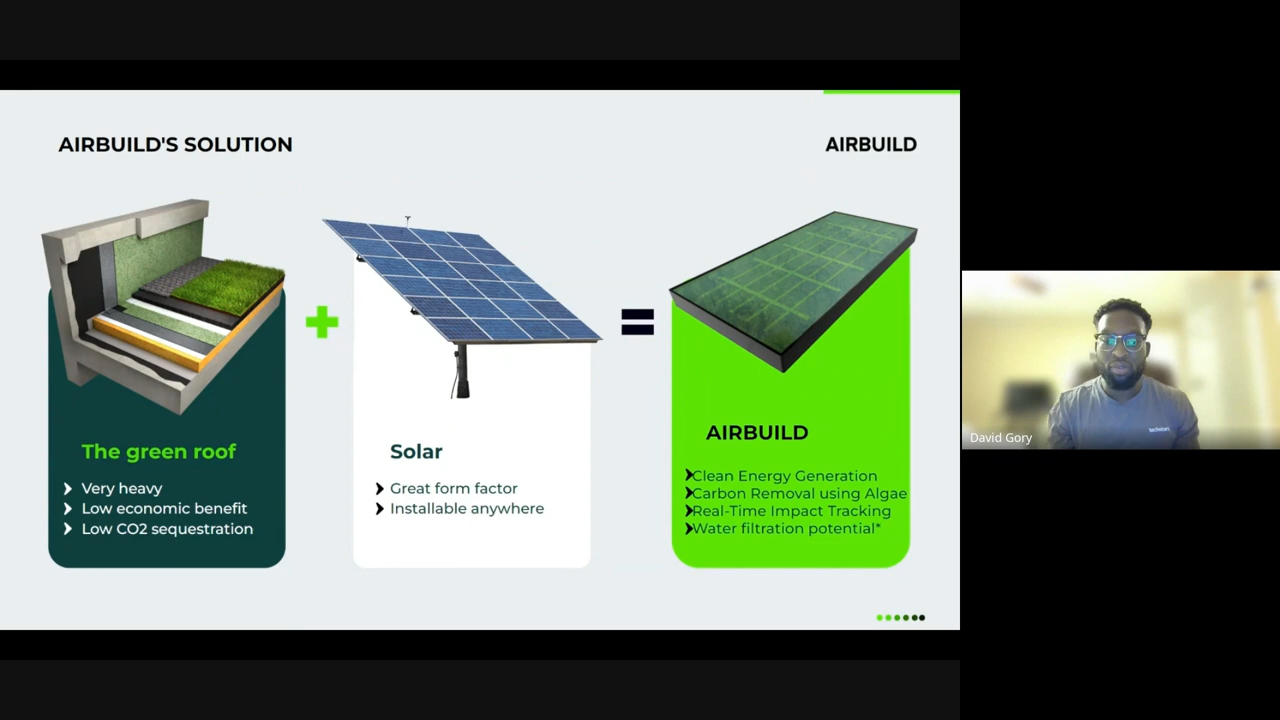 AIRBUILD'S SOLUTION
AIRBUILD
The green roof
Very heavy
Low economic benefit
Low CO2 sequestration
Solar
Great form factor
Installable anywhere
AIRBUILD
Clean Energy Generation
Carbon Removal using Algae
Real-Time Impact Tracking
Water filtration potential*
techstars_
David Gory